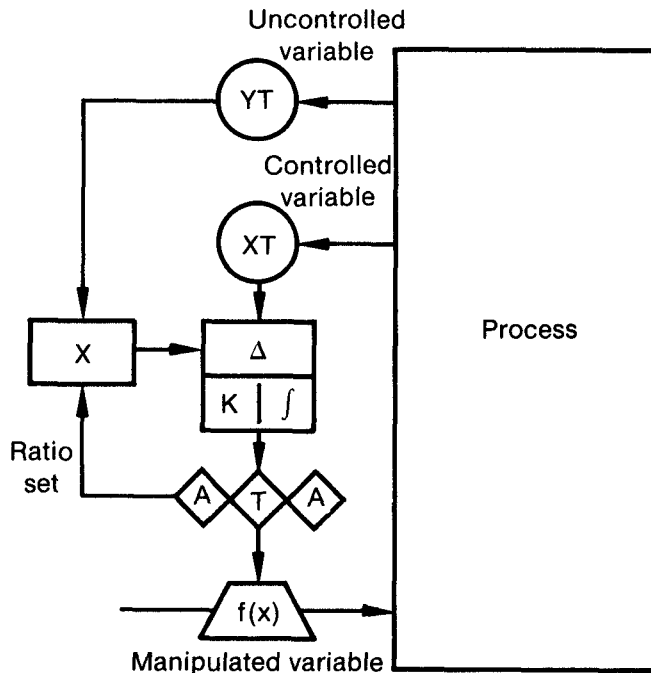 Uncontrolled
variable
YT
Controlled
variable
XT
Process
X
Δ
K | ∫
Ratio
set
A T A
f(x)
Manipulated variable